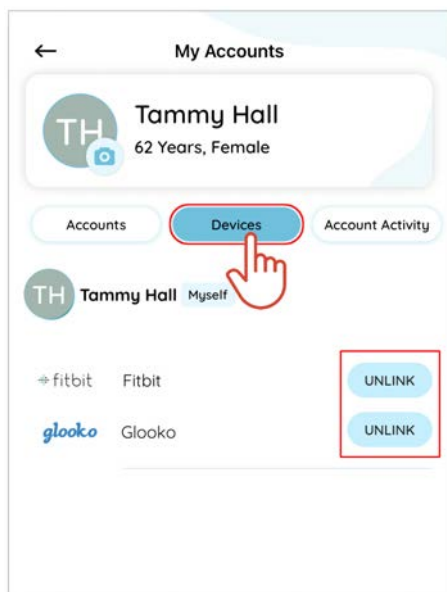 My Accounts
TH
Tammy Hall
62 Years, Female
Accounts Devices Account Activity
TH Tammy Hall Myself
fitbit Fitbit UNLINK
glooko Glooko UNLINK